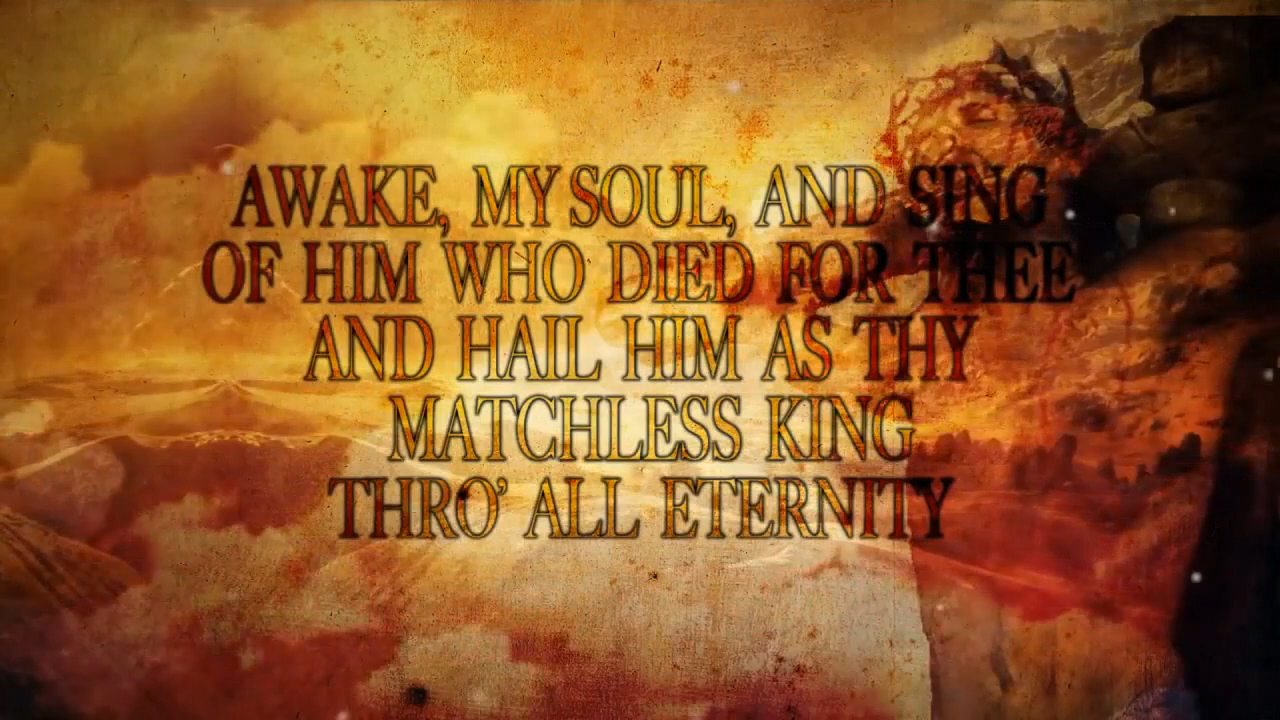 AWAKE, MY SOUL, AND SING
OF HIM WHO DIED FOR THEE
AND HAIL HIM AS THY
MATCHLESS KING
THRO' ALL ETERNITY